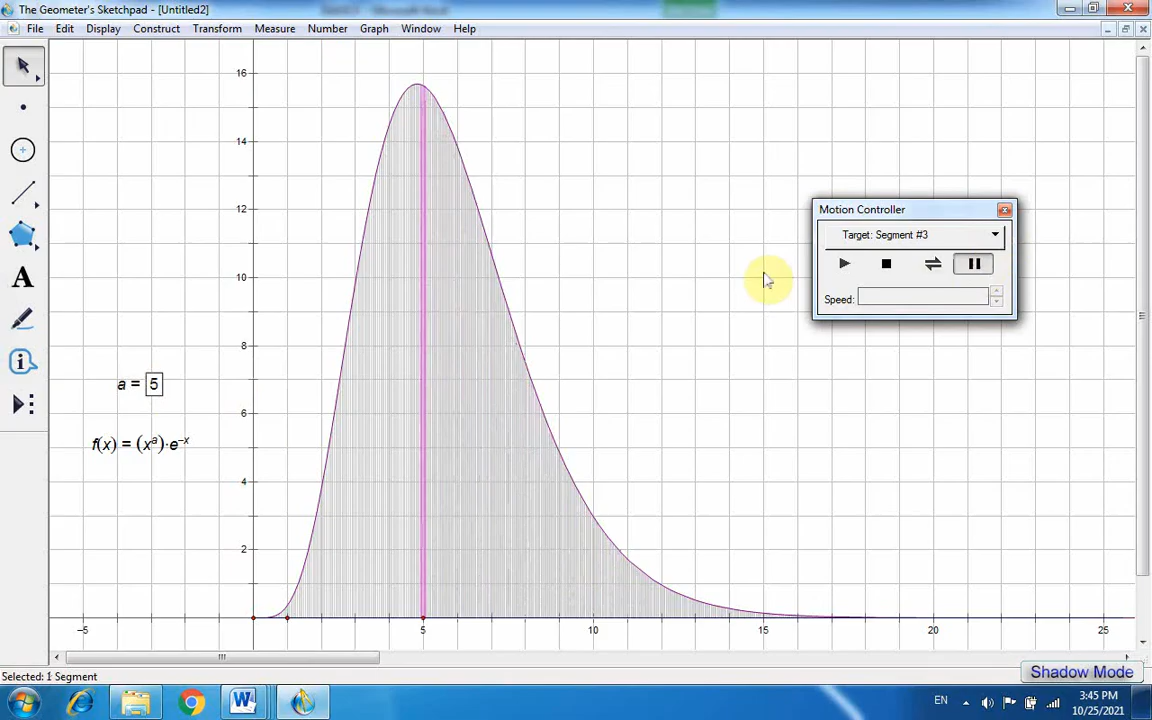 The Geometer's Sketchpad - [Untitled2]
File Edit Display Construct Transform Measure Number Graph Window Help
16
14
12
10
8
6
4
2
-5 5 10 15 20 25
a = 5
f(x) = (xᵃ)·e⁻ˣ
Motion Controller
Target: Segment #3
Speed:
A
Selected: 1 Segment
Shadow Mode
EN
3:45 PM
10/25/2021